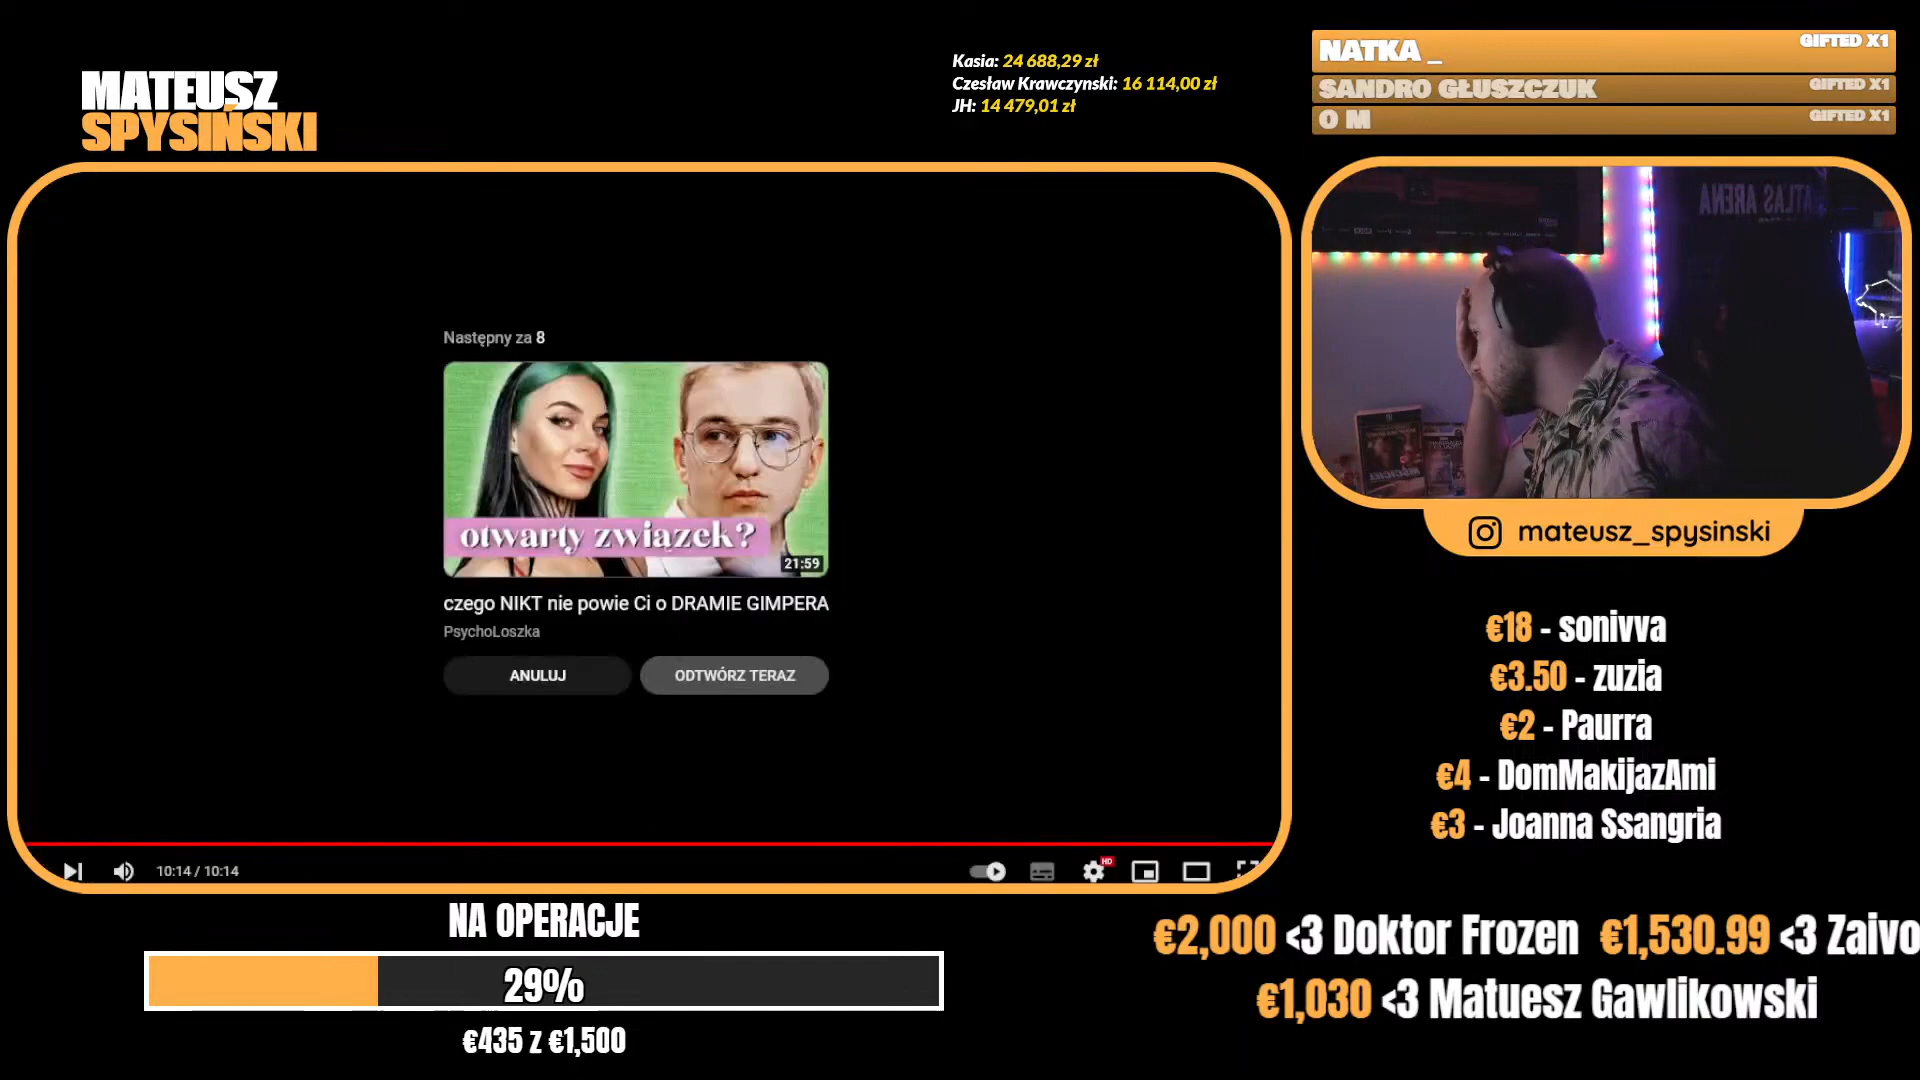 MATEUSZ
SPYSIŃSKI
Kasia: 24 688,29 zł
Czesław Krawczynski: 16 114,00 zł
JH: 14 479,01 zł
NATKA _ GIFTED X1
SANDRO GŁUSZCZUK GIFTED X1
O M GIFTED X1
ATLAS ARENA
Następny za 8
otwarty związek?
21:59
czego NIKT nie powie Ci o DRAMIE GIMPERA
PsychoLoszka
ANULUJ
ODTWÓRZ TERAZ
10:14 / 10:14
HD
mateusz_spysinski
€18 - sonivva
€3.50 - zuzia
€2 - Paurra
€4 - DomMakijazAmi
€3 - Joanna Ssangria
NA OPERACJE
29%
€435 z €1,500
€2,000 <3 Doktor Frozen €1,530.99 <3 Zaivo
€1,030 <3 Matuesz Gawlikowski